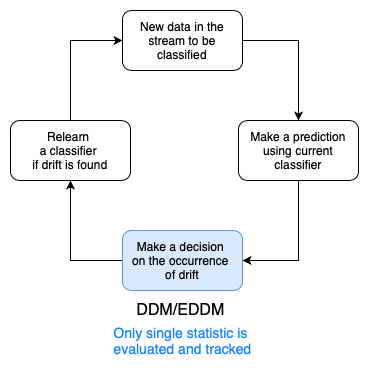 New data in the
stream to be
classified
Relearn
a classifier
if drift is found
Make a prediction
using current
classifier
Make a decision
on the occurrence
of drift
DDM/EDDM
Only single statistic is
evaluated and tracked